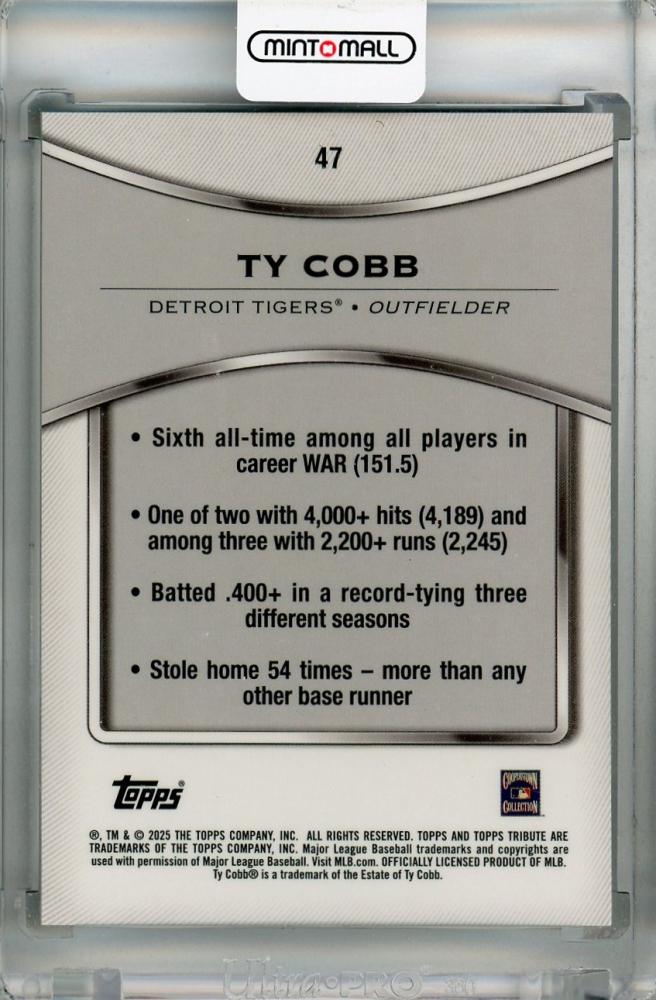 MINT MALL
47
TY COBB
DETROIT TIGERS® • OUTFIELDER
• Sixth all-time among all players in
career WAR (151.5)
• One of two with 4,000+ hits (4,189) and
among three with 2,200+ runs (2,245)
• Batted .400+ in a record-tying three
different seasons
• Stole home 54 times – more than any
other base runner
topps®
COOPERSTOWN
COLLECTION
®, TM & © 2025 THE TOPPS COMPANY, INC. ALL RIGHTS RESERVED. TOPPS AND TOPPS TRIBUTE ARE
TRADEMARKS OF THE TOPPS COMPANY, INC. Major League Baseball trademarks and copyrights are
used with permission of Major League Baseball. Visit MLB.com. OFFICIALLY LICENSED PRODUCT OF MLB.
Ty Cobb® is a trademark of the Estate of Ty Cobb.
Ultra•PRO